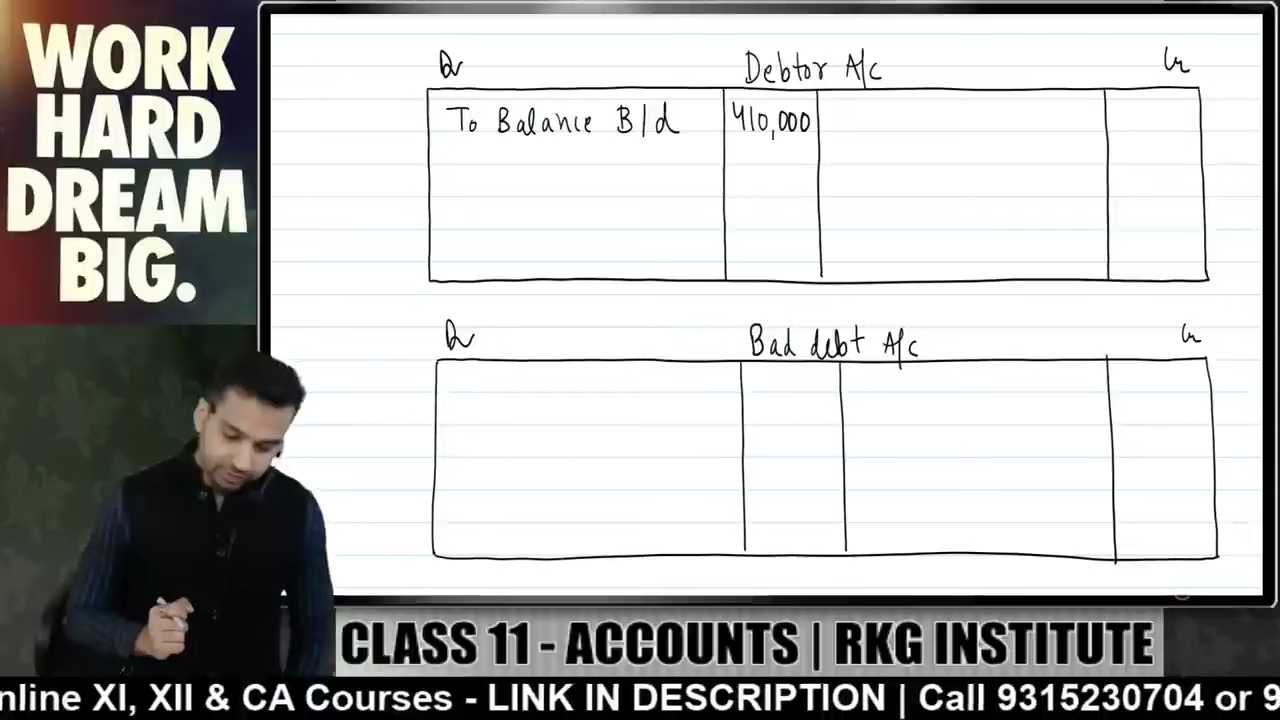 WORK
HARD
DREAM
BIG.
Dr Debtor A/c Cr
To Balance B/d 410,000
Dr Bad debt A/c Cr
CLASS 11 - ACCOUNTS | RKG INSTITUTE
nline XI, XII & CA Courses - LINK IN DESCRIPTION | Call 9315230704 or 9